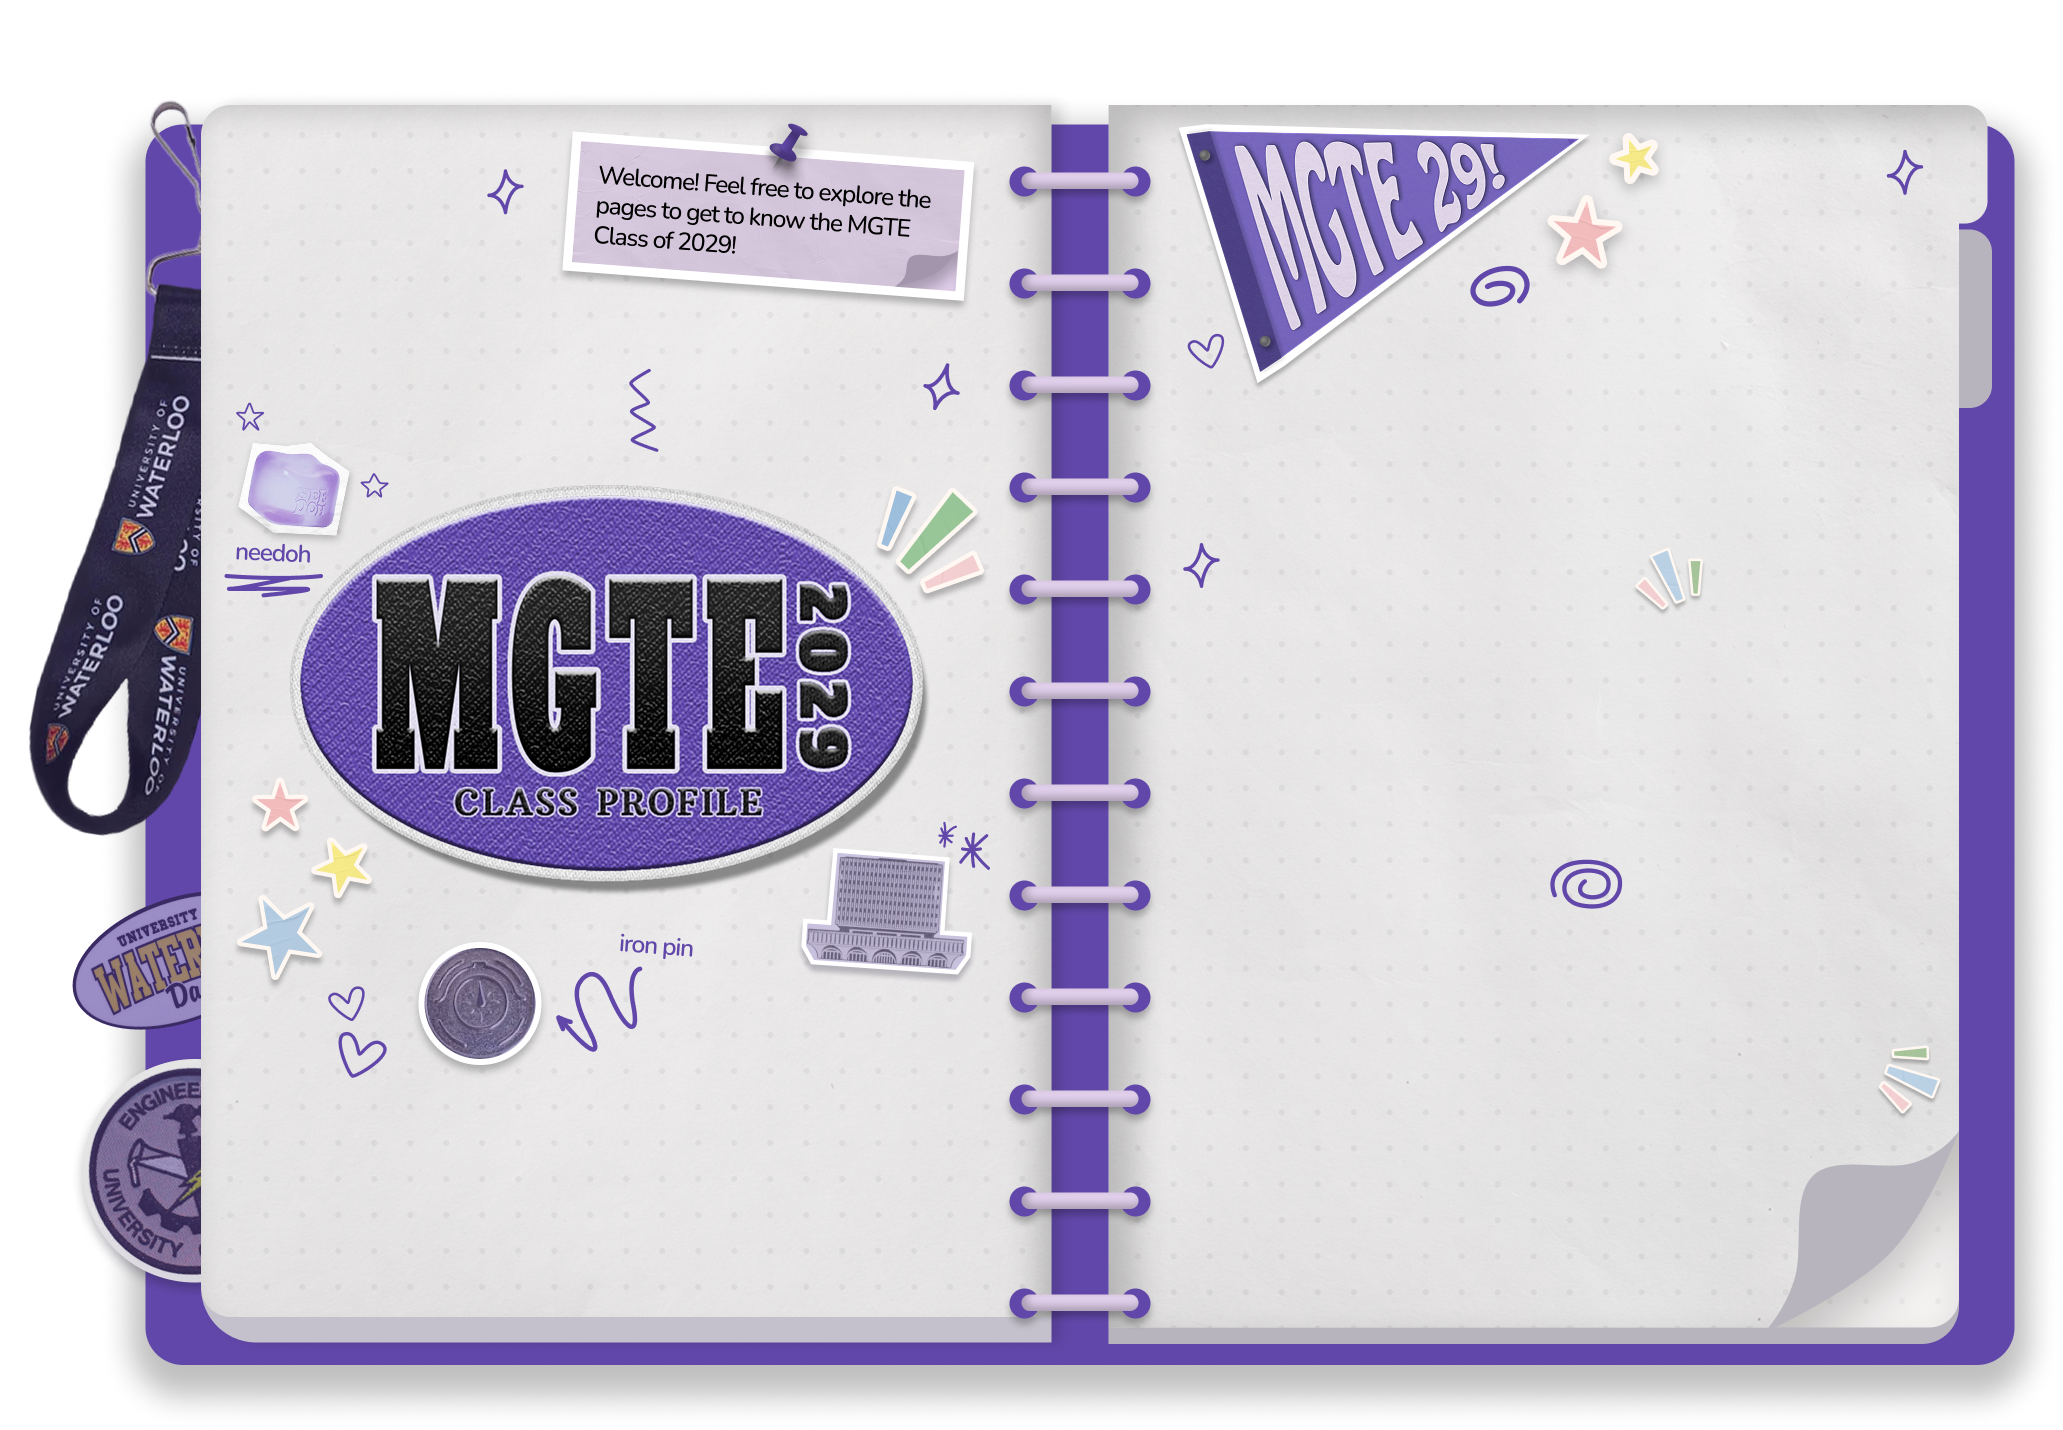 Welcome! Feel free to explore the
pages to get to know the MGTE
Class of 2029!
MGTE 29!
needoh
MGTE
2029
CLASS PROFILE
iron pin
UNIVERSITY OF
WATERLOO
UNIVERSITY OF
WATERLOO
UNIVERSITY OF
WATERLOO
UNIVERSITY
Da
UNIVERSITY